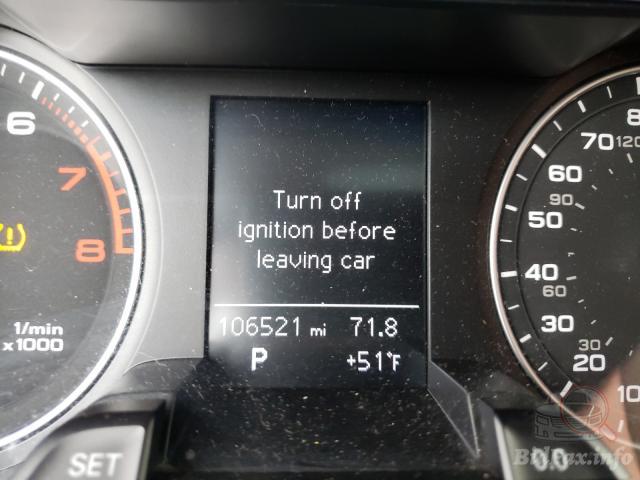 Turn off
ignition before
leaving car
106521 mi 71.8
P +51°F
6
7
8
1/min
x1000
SET
8
70 120
60
90
50
40
60
30
30
20
10
BidFax.info